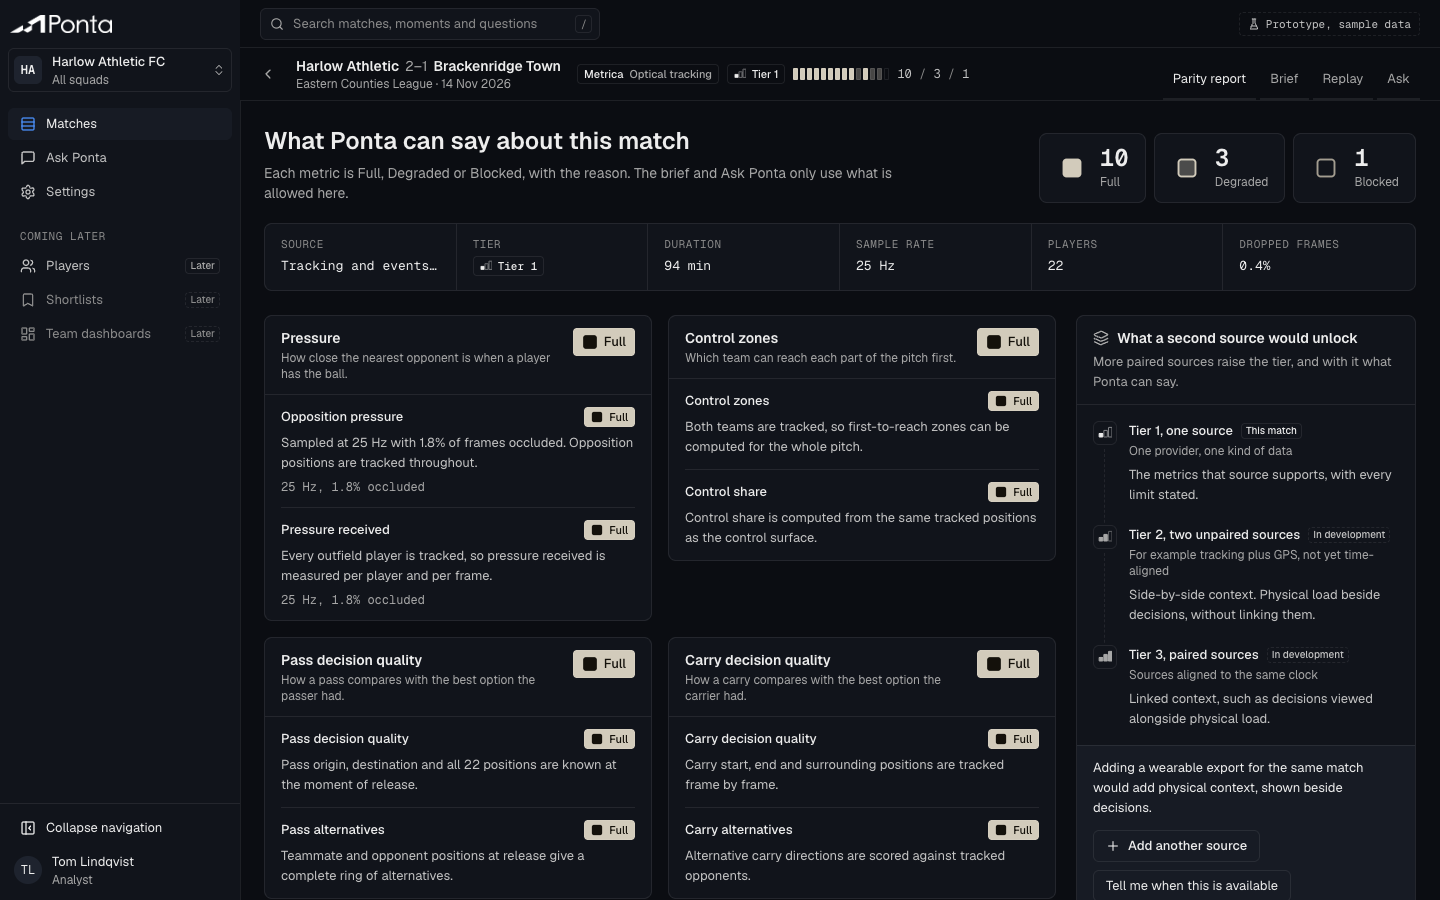 Ponta
HA
Harlow Athletic FC
All squads
Matches
Ask Ponta
Settings
COMING LATER
Players
Later
Shortlists
Later
Team dashboards
Later
Collapse navigation
TL
Tom Lindqvist
Analyst
Search matches, moments and questions
/
Prototype, sample data
Harlow Athletic 2–1 Brackenridge Town
Eastern Counties League · 14 Nov 2026
Metrica Optical tracking
Tier 1
10 / 3 / 1
Parity report
Brief
Replay
Ask
What Ponta can say about this match
Each metric is Full, Degraded or Blocked, with the reason. The brief and Ask Ponta only use what is
allowed here.
10
Full
3
Degraded
1
Blocked
SOURCE
Tracking and events…
TIER
Tier 1
DURATION
94 min
SAMPLE RATE
25 Hz
PLAYERS
22
DROPPED FRAMES
0.4%
Pressure
Full
How close the nearest opponent is when a player
has the ball.
Opposition pressure
Full
Sampled at 25 Hz with 1.8% of frames occluded. Opposition
positions are tracked throughout.
25 Hz, 1.8% occluded
Pressure received
Full
Every outfield player is tracked, so pressure received is
measured per player and per frame.
25 Hz, 1.8% occluded
Control zones
Full
Which team can reach each part of the pitch first.
Control zones
Full
Both teams are tracked, so first-to-reach zones can be
computed for the whole pitch.
Control share
Full
Control share is computed from the same tracked positions
as the control surface.
Pass decision quality
Full
How a pass compares with the best option the
passer had.
Pass decision quality
Full
Pass origin, destination and all 22 positions are known at
the moment of release.
Pass alternatives
Full
Teammate and opponent positions at release give a
complete ring of alternatives.
Carry decision quality
Full
How a carry compares with the best option the
carrier had.
Carry decision quality
Full
Carry start, end and surrounding positions are tracked
frame by frame.
Carry alternatives
Full
Alternative carry directions are scored against tracked
opponents.
What a second source would unlock
More paired sources raise the tier, and with it what
Ponta can say.
Tier 1, one source
This match
One provider, one kind of data
The metrics that source supports, with every
limit stated.
Tier 2, two unpaired sources
In development
For example tracking plus GPS, not yet time-
aligned
Side-by-side context. Physical load beside
decisions, without linking them.
Tier 3, paired sources
In development
Sources aligned to the same clock
Linked context, such as decisions viewed
alongside physical load.
Adding a wearable export for the same match
would add physical context, shown beside
decisions.
Add another source
Tell me when this is available